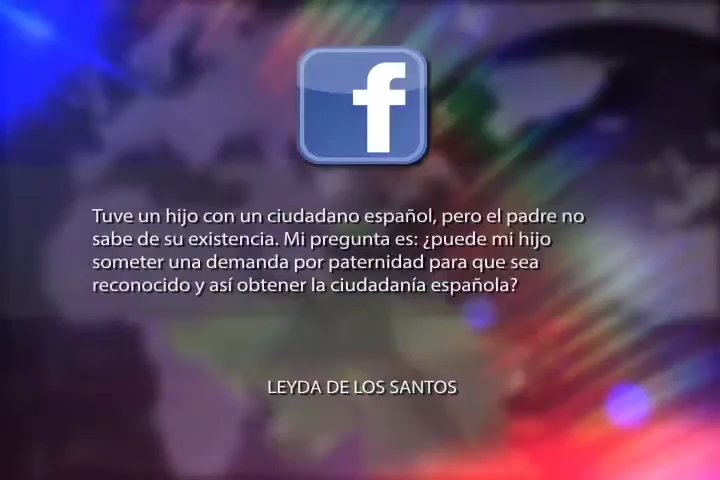 f
Tuve un hijo con un ciudadano español, pero el padre no
sabe de su existencia. Mi pregunta es: ¿puede mi hijo
someter una demanda por paternidad para que sea
reconocido y así obtener la ciudadanía española?
LEYDA DE LOS SANTOS